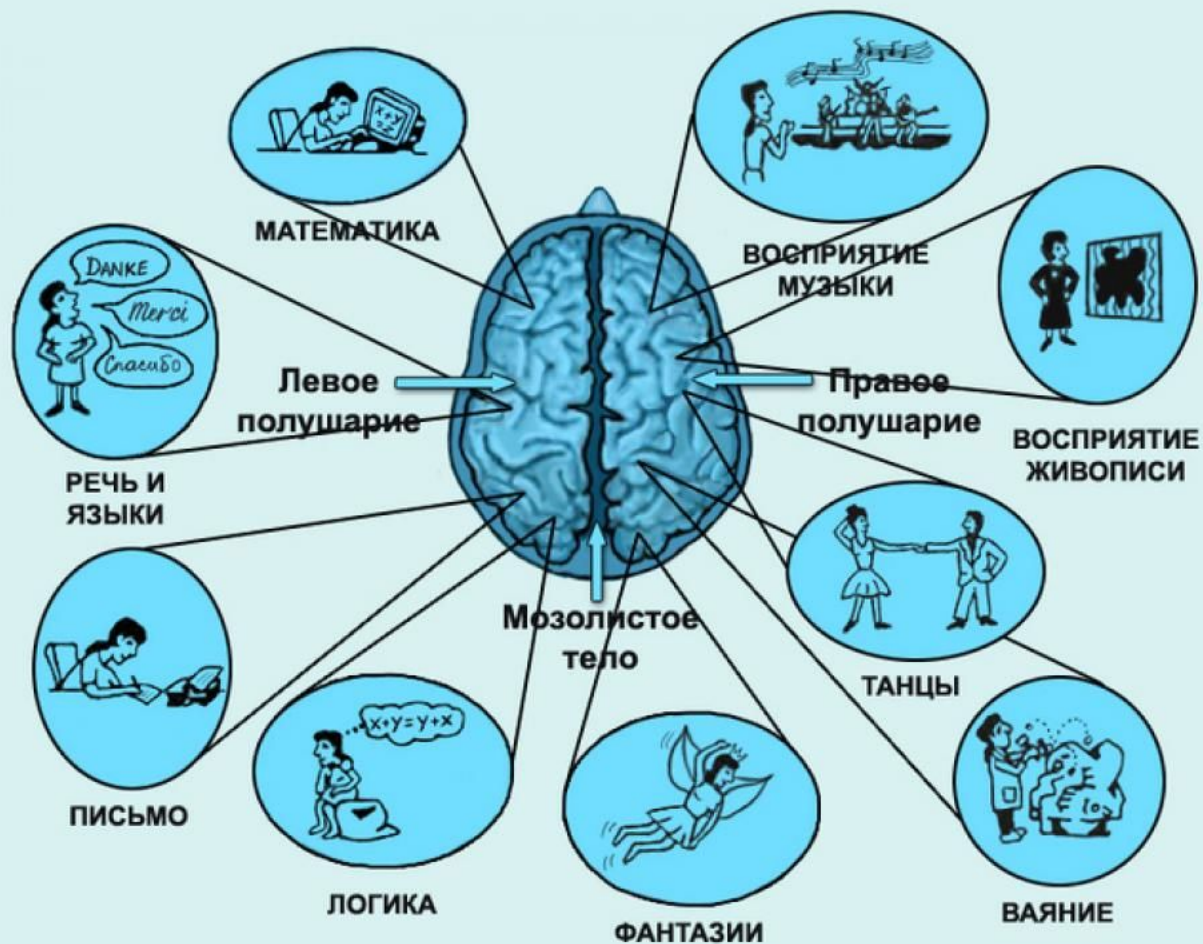 МАТЕМАТИКА
x+y
=z
ВОСПРИЯТИЕ
МУЗЫКИ
DANKE
Merci
Спасибо
Левое
полушарие
Правое
полушарие
ВОСПРИЯТИЕ
ЖИВОПИСИ
РЕЧЬ И
ЯЗЫКИ
Мозолистое
тело
ТАНЦЫ
ПИСЬМО
x+y=y+x
ЛОГИКА
ФАНТАЗИИ
ВАЯНИЕ